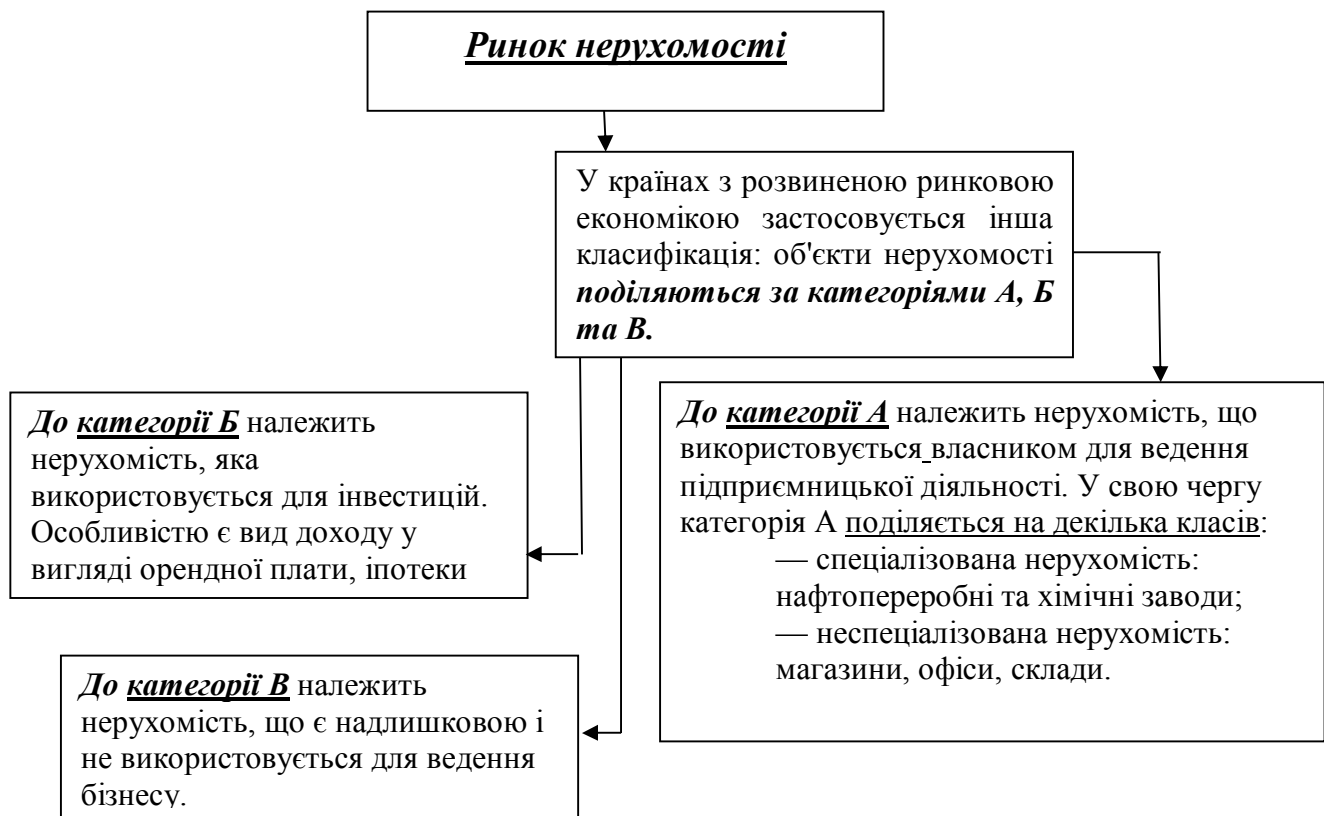 Ринок нерухомості
У країнах з розвиненою ринковою
економікою застосовується інша
класифікація: об'єкти нерухомості
поділяються за категоріями А, Б
та В.
До категорії Б належить
нерухомість, яка
використовується для інвестицій.
Особливістю є вид доходу у
вигляді орендної плати, іпотеки
До категорії А належить нерухомість, що
використовується власником для ведення
підприємницької діяльності. У свою чергу
категорія А поділяється на декілька класів:
— спеціалізована нерухомість:
нафтопереробні та хімічні заводи;
— неспеціалізована нерухомість:
магазини, офіси, склади.
До категорії В належить
нерухомість, що є надлишковою і
не використовується для ведення
бізнесу.